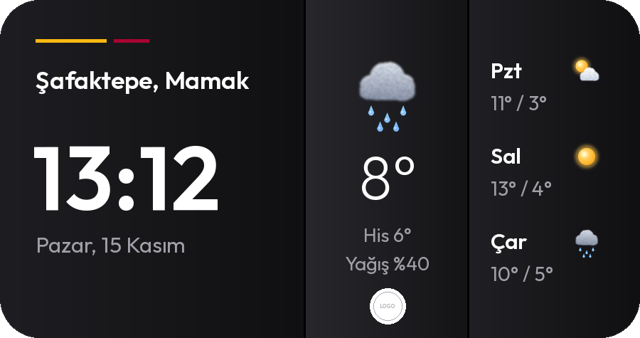 Şafaktepe, Mamak
13:12
Pazar, 15 Kasım
8°
His 6°
Yağış %40
LOGO
Pzt
11° / 3°
Sal
13° / 4°
Çar
10° / 5°